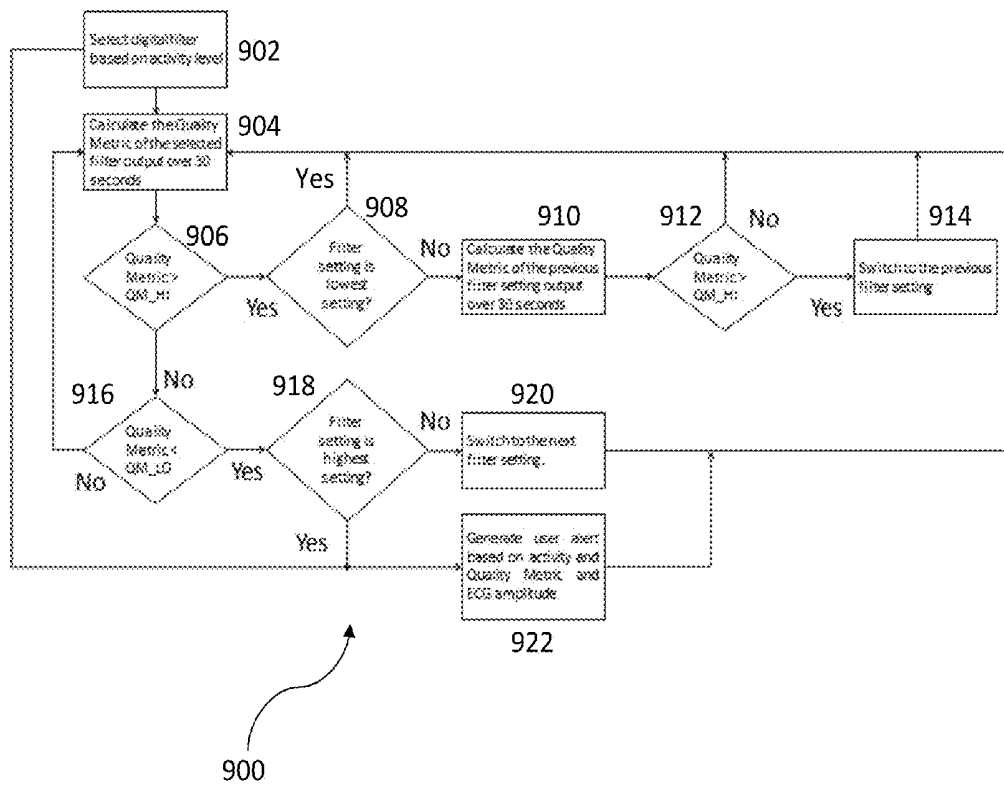 Select digital filter
based on activity level
902
Calculate the Quality
Metric of the selected
filter output over 30
seconds
904
906
Quality
Metric >
QM_HI
Yes
No
Yes
908
Filter
setting is
lowest
setting?
No
910
Calculate the Quality
Metric of the previous
filter setting output
over 30 seconds
912
No
Quality
Metric >
QM_HI
Yes
914
Switch to the previous
filter setting
916
Quality
Metric <
QM_LO
No
Yes
918
Filter
setting is
highest
setting?
No
Yes
920
Switch to the next
filter setting.
Generate user alert
based on activity and
Quality Metric and
ECG amplitude
922
900